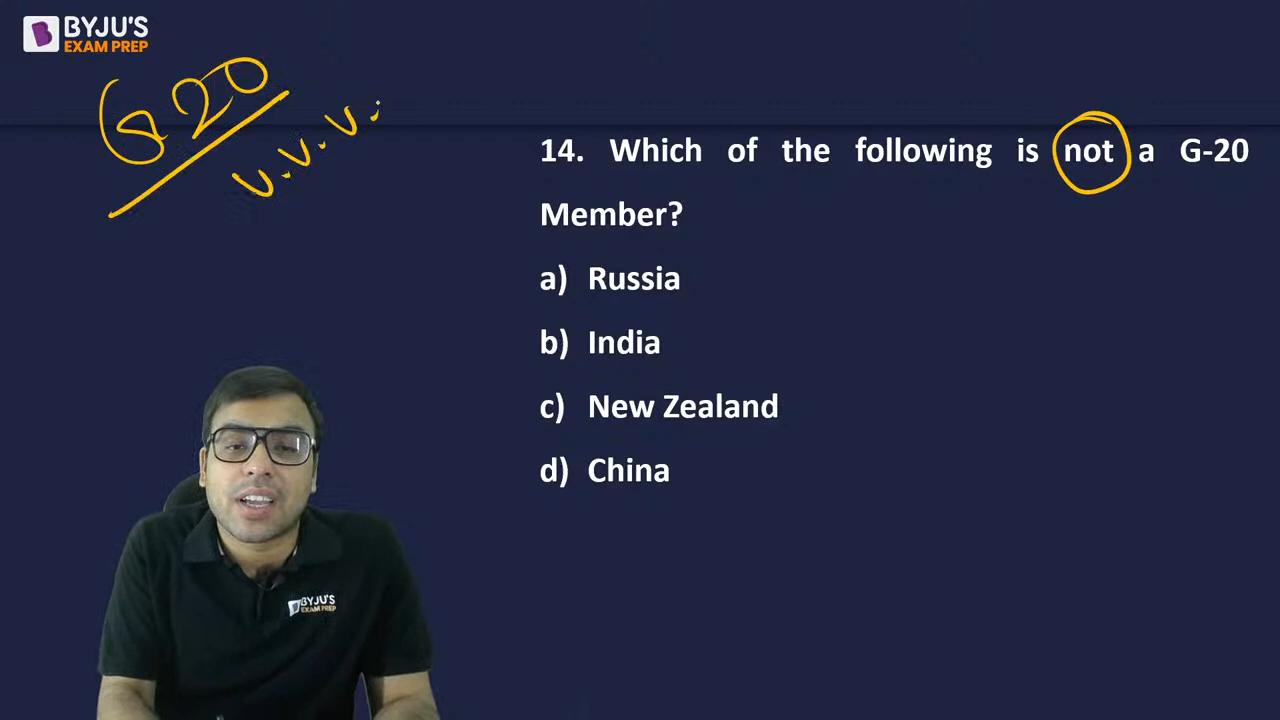 BYJU'S
EXAM PREP
G20
V.V.V.
14. Which of the following is not a G-20
Member?
a) Russia
b) India
c) New Zealand
d) China
BYJU'S
EXAM PREP